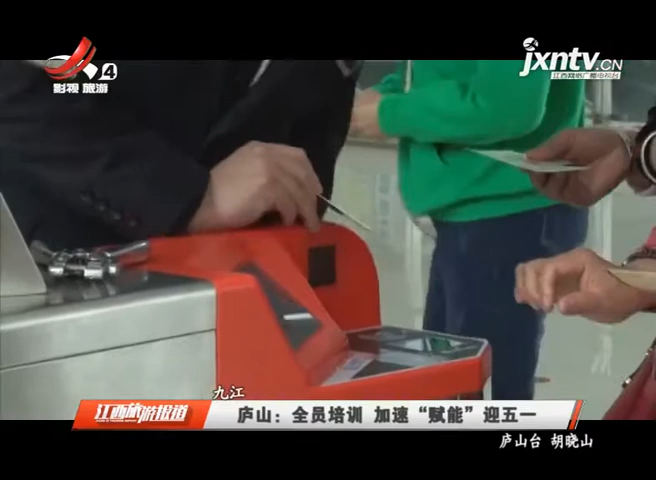 4
影视 旅游
jxntv.CN
江西网络广播电视台
九江
江西旅游报道
庐山：全员培训 加速“赋能”迎五一
庐山台 胡晓山